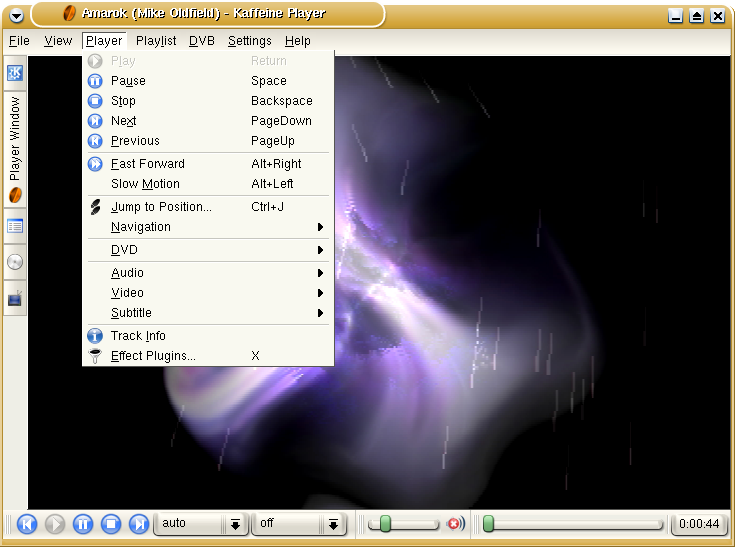 Amarok (Mike Oldfield) - Kaffeine Player
File View Player Playlist DVB Settings Help
Player Window
Play Return
Pause Space
Stop Backspace
Next PageDown
Previous PageUp
Fast Forward Alt+Right
Slow Motion Alt+Left
Jump to Position... Ctrl+J
Navigation
DVD
Audio
Video
Subtitle
Track Info
Effect Plugins... X
auto off 0:00:44